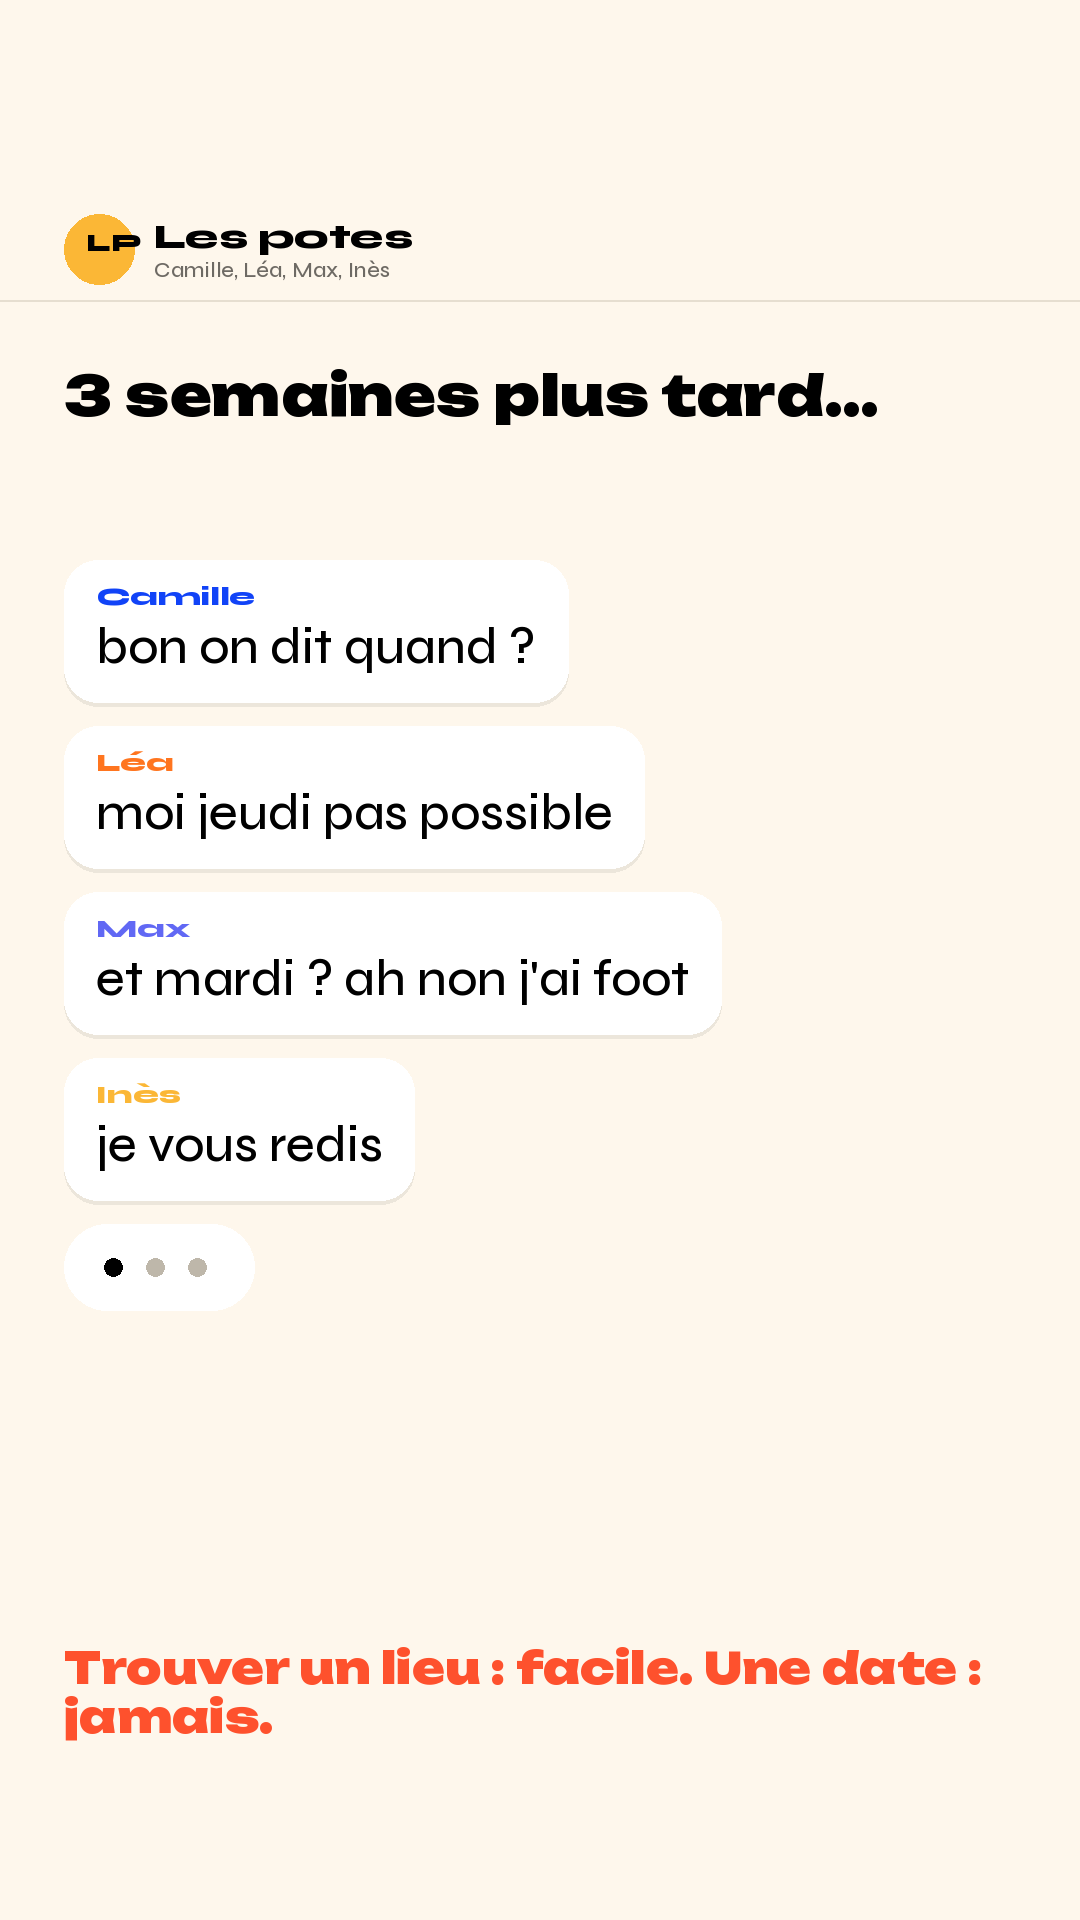 LP
Les potes
Camille, Léa, Max, Inès
3 semaines plus tard...
Camille
bon on dit quand ?
Léa
moi jeudi pas possible
Max
et mardi ? ah non j'ai foot
Inès
je vous redis
Trouver un lieu : facile. Une date :
jamais.